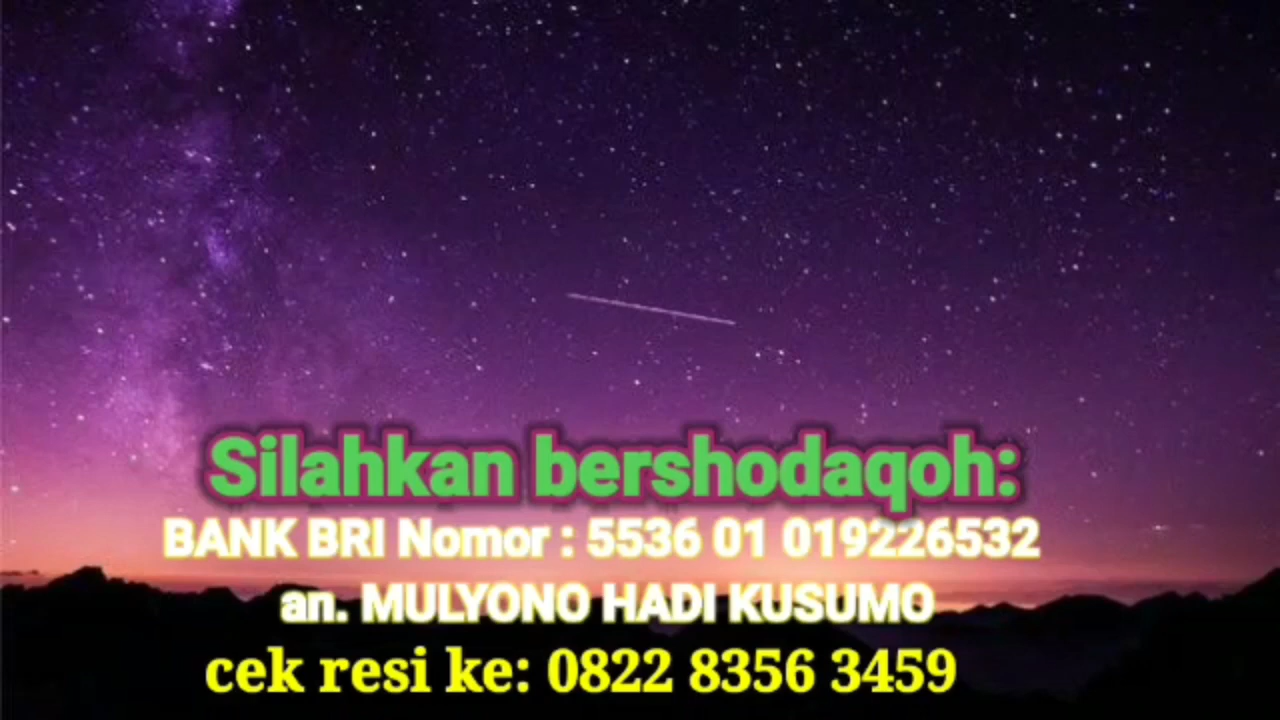 Silahkan bershodaqoh:
BANK BRI Nomor : 5536 01 019226532
an. MULYONO HADI KUSUMO
cek resi ke: 0822 8356 3459